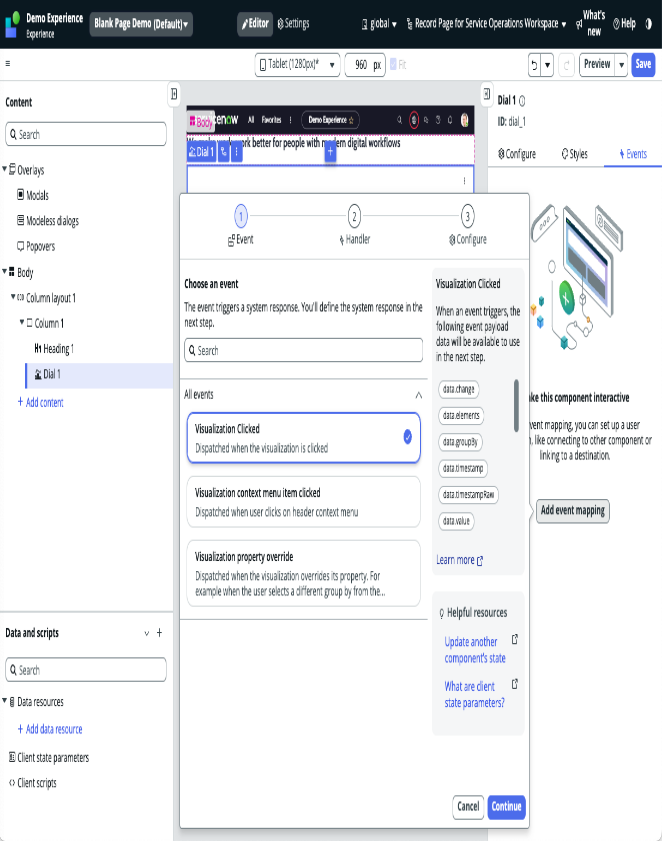 Demo Experience
Experience
Blank Page Demo (Default)
Editor
Settings
global
Record Page for Service Operations Workspace
What's new
Help
Tablet (1280px)*
960 px
Fit
Preview
Save
Content
Search
Overlays
Modals
Modeless dialogs
Popovers
Body
Column layout 1
Column 1
Heading 1
Dial 1
+ Add content
Data and scripts
Search
Data resources
+ Add data resource
Client state parameters
Client scripts
Body
now
All
Favorites
Demo Experience
work better for people with modern digital workflows
Dial 1
1
2
3
Event
Handler
Configure
Choose an event
The event triggers a system response. You'll define the system response in the
next step.
Search
All events
Visualization Clicked
Dispatched when the visualization is clicked
Visualization context menu item clicked
Dispatched when user clicks on header context menu
Visualization property override
Dispatched when the visualization overrides its property. For
example when the user selects a different group by from the...
Visualization Clicked
When an event triggers, the
following event payload
data will be available to use
in the next step.
data.change
data.elements
data.groupBy
data.timestamp
data.timestampRaw
data.value
Learn more
Helpful resources
Update another
component's state
What are client
state parameters?
Cancel
Continue
Dial 1
ID: dial_1
Configure
Styles
Events
ke this component interactive
vent mapping, you can set up a user
, like connecting to other component or
linking to a destination.
Add event mapping